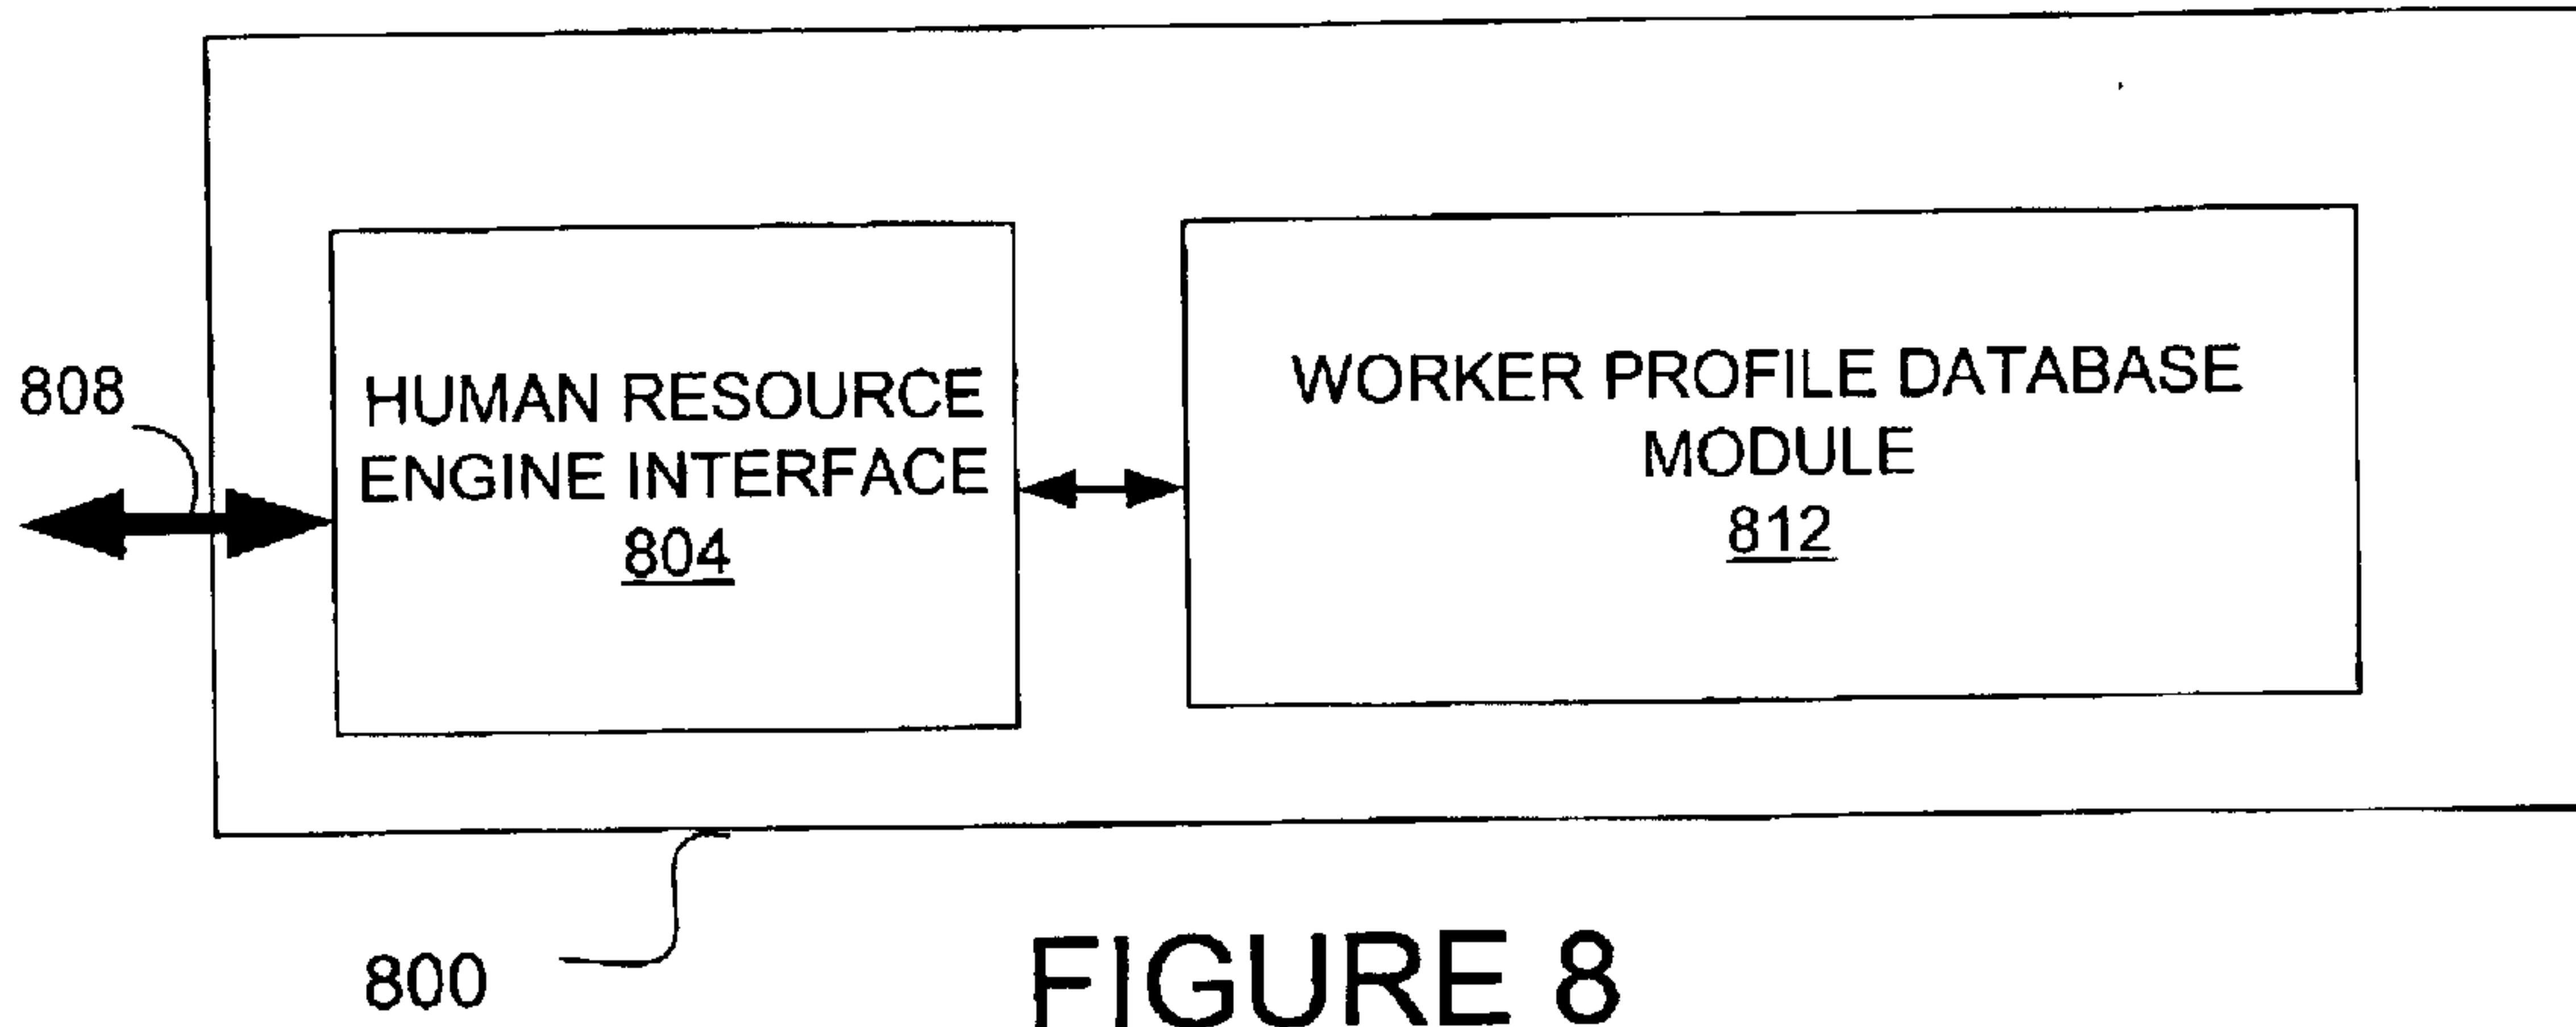 808
HUMAN RESOURCE
ENGINE INTERFACE
804
WORKER PROFILE DATABASE
MODULE
812
800
FIGURE 8